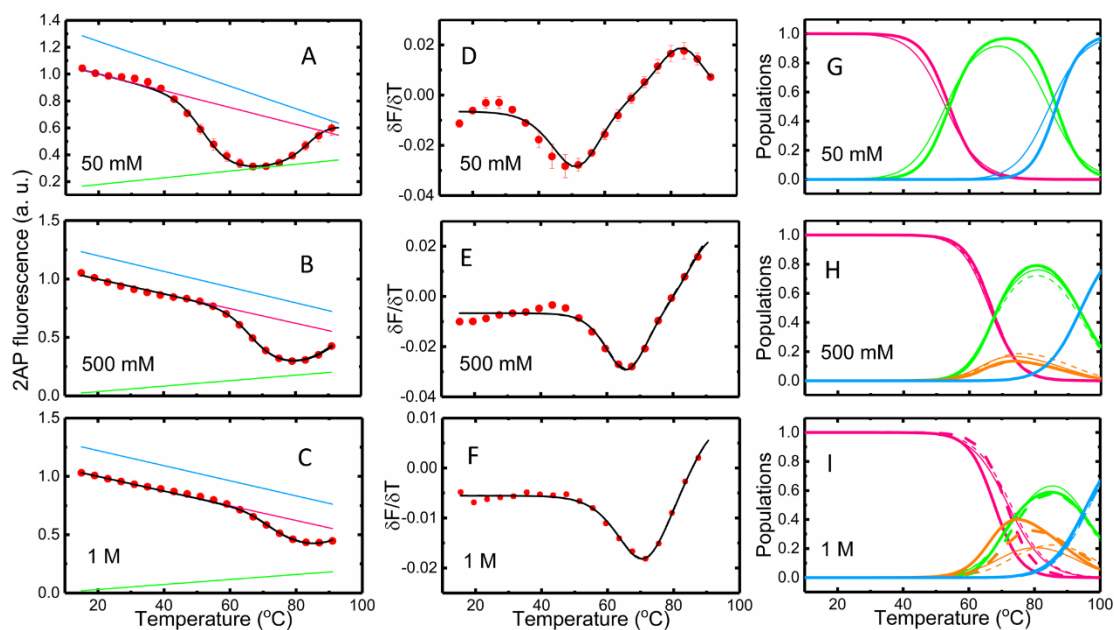 2AP fluorescence (a. u.)
1.4
1.2
1.0
0.8
0.6
0.4
0.2
A
50 mM
1.5
1.0
0.5
0.0
B
500 mM
1.5
1.0
0.5
0.0
C
1 M
20 40 60 80 100
Temperature (°C)
δF/δT
0.02
0.00
-0.02
-0.04
D
50 mM
δF/δT
0.02
0.00
-0.02
-0.04
E
500 mM
δF/δT
0.01
0.00
-0.01
-0.02
F
1 M
0 20 40 60 80 100
Temperature (°C)
Populations
1.0
0.8
0.6
0.4
0.2
0.0
G
50 mM
Populations
1.0
0.8
0.6
0.4
0.2
0.0
H
500 mM
Populations
1.0
0.8
0.6
0.4
0.2
0.0
I
1 M
20 40 60 80 100
Temperature (°C)